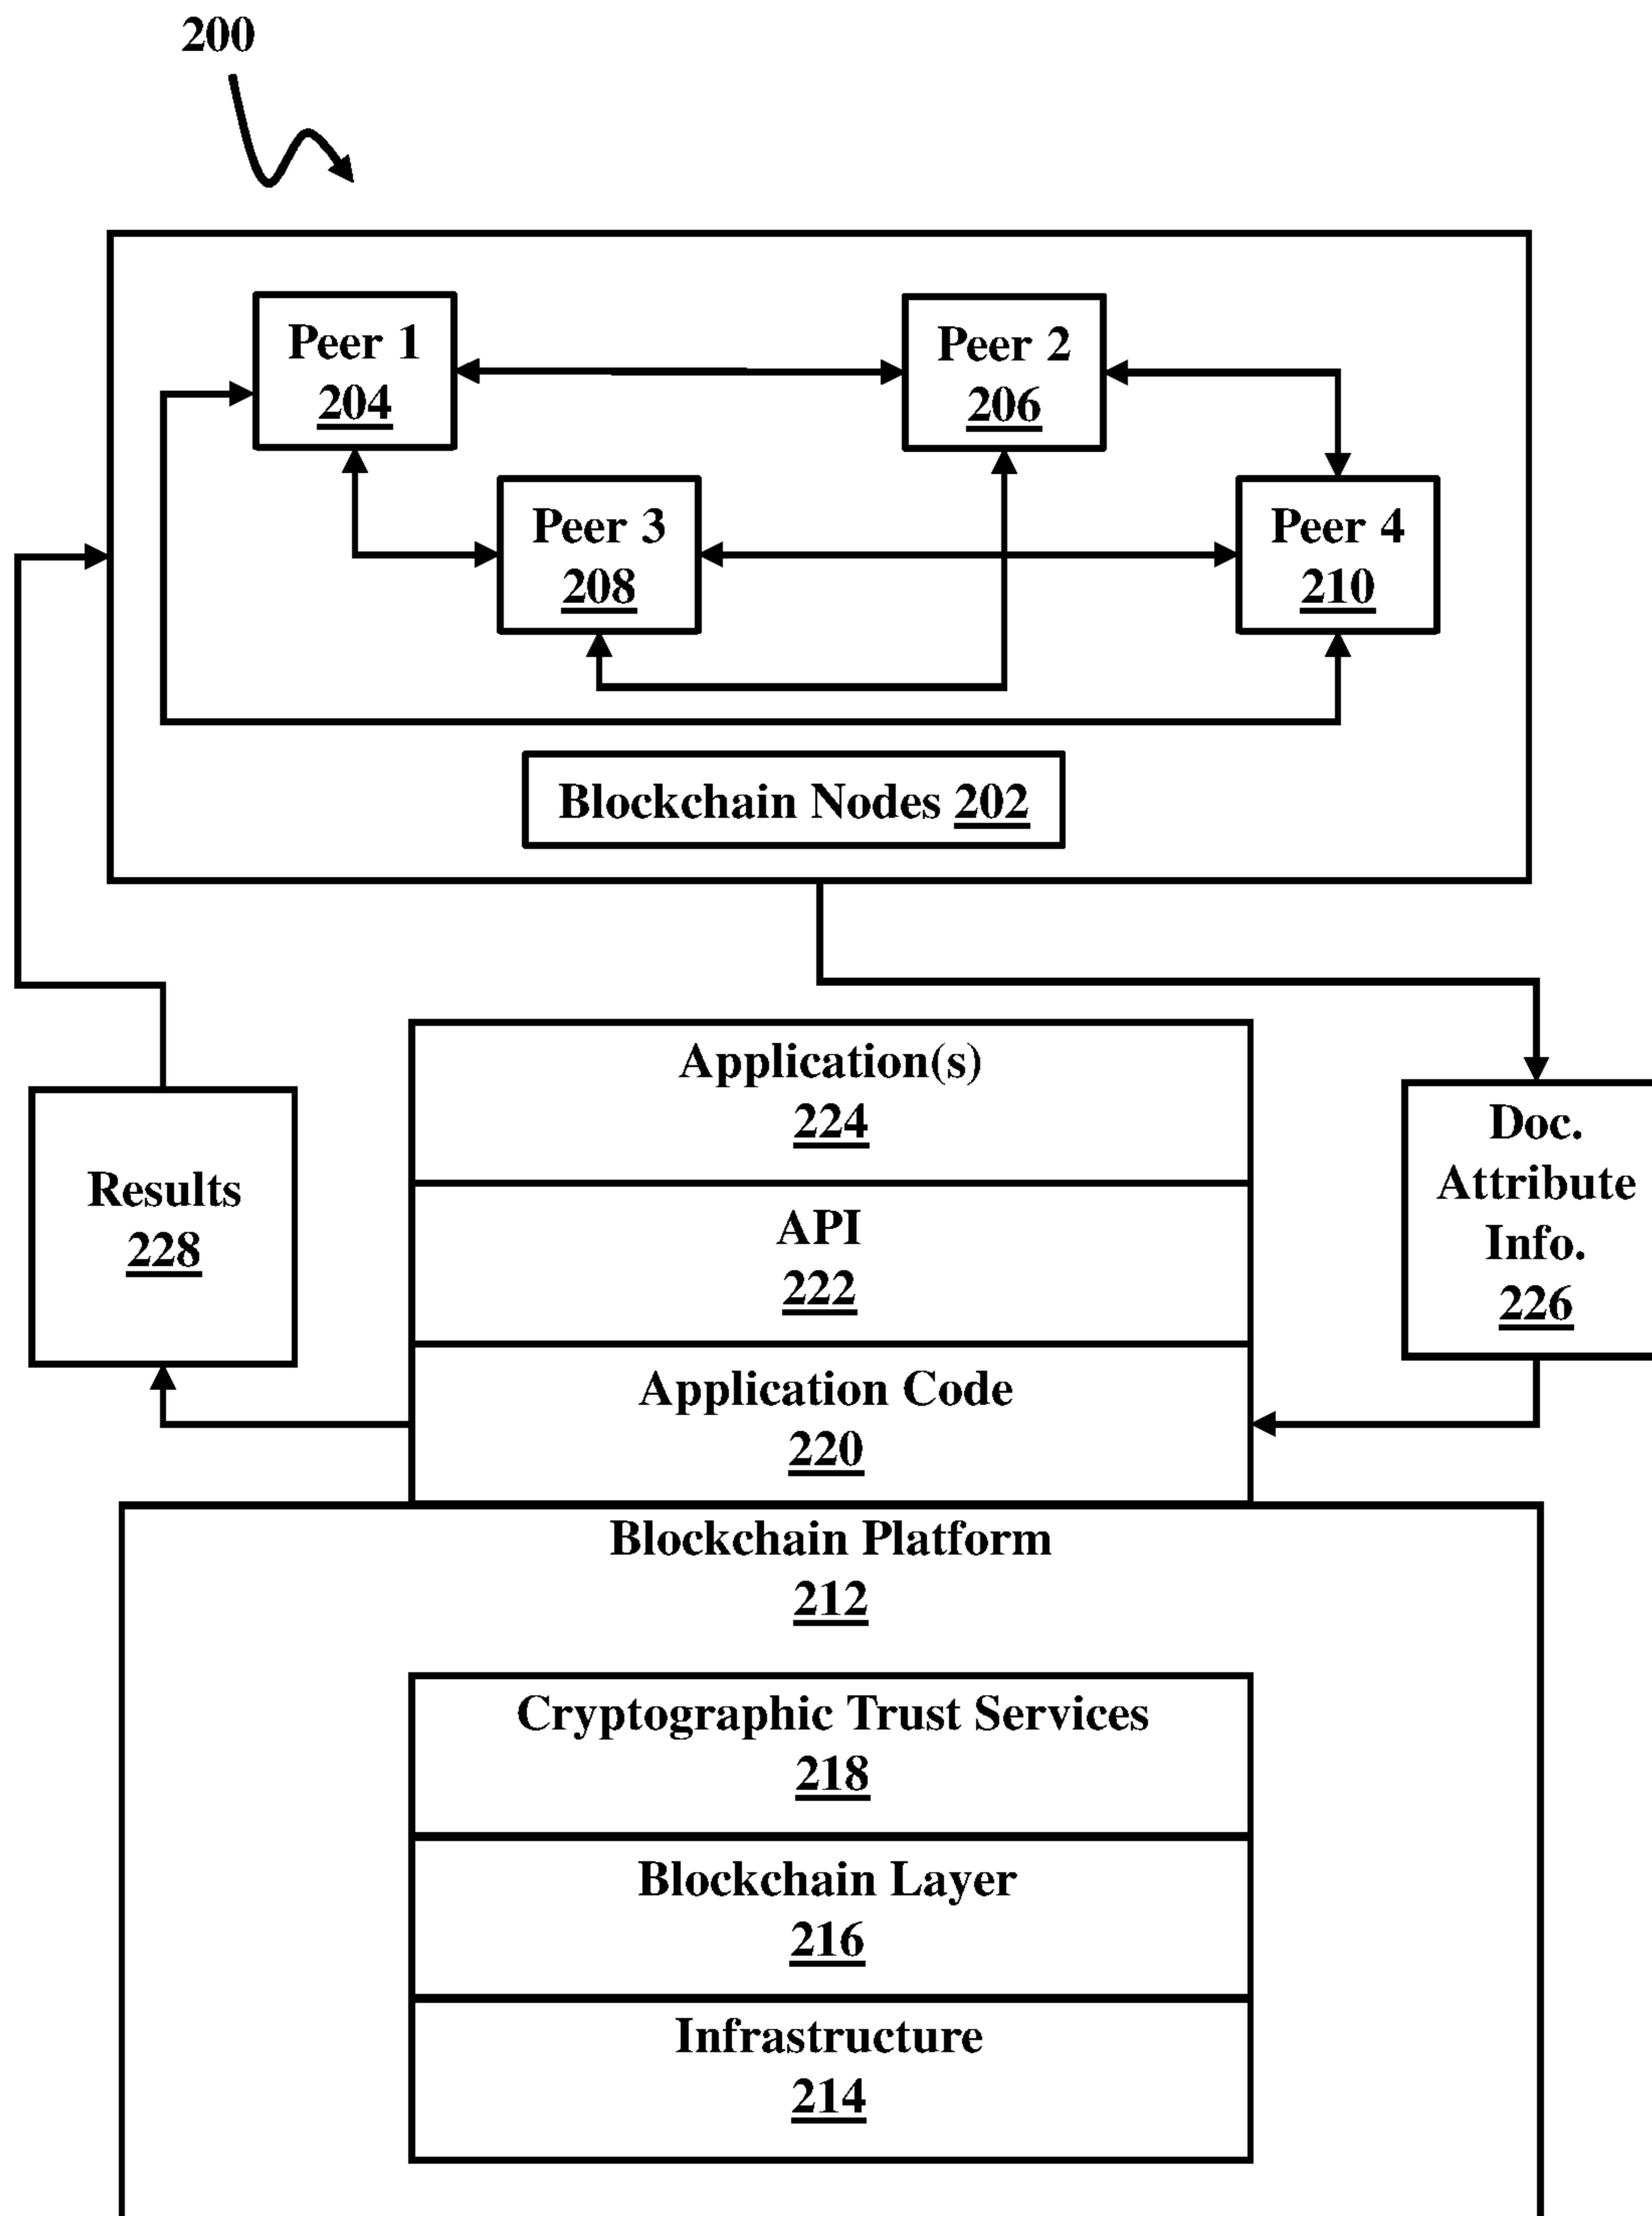 200
Peer 1
204
Peer 2
206
Peer 3
208
Peer 4
210
Blockchain Nodes 202
Application(s)
224
API
222
Application Code
220
Results
228
Doc.
Attribute
Info.
226
Blockchain Platform
212
Cryptographic Trust Services
218
Blockchain Layer
216
Infrastructure
214